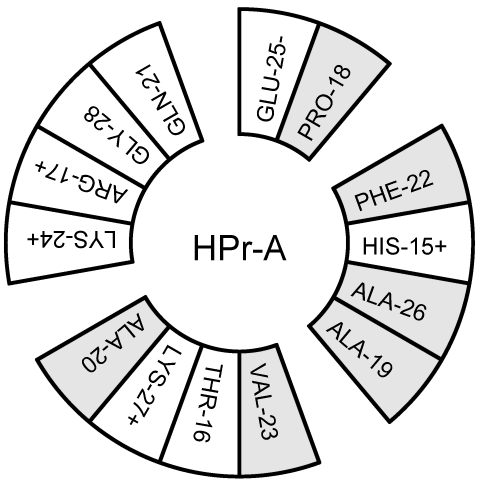 GLU-25-
PRO-18
PHE-22
HIS-15+
ALA-26
ALA-19
VAL-23
THR-16
LYS-27+
ALA-20
LYS-24+
ARG-17+
GLY-28
GLN-21
HPr-A